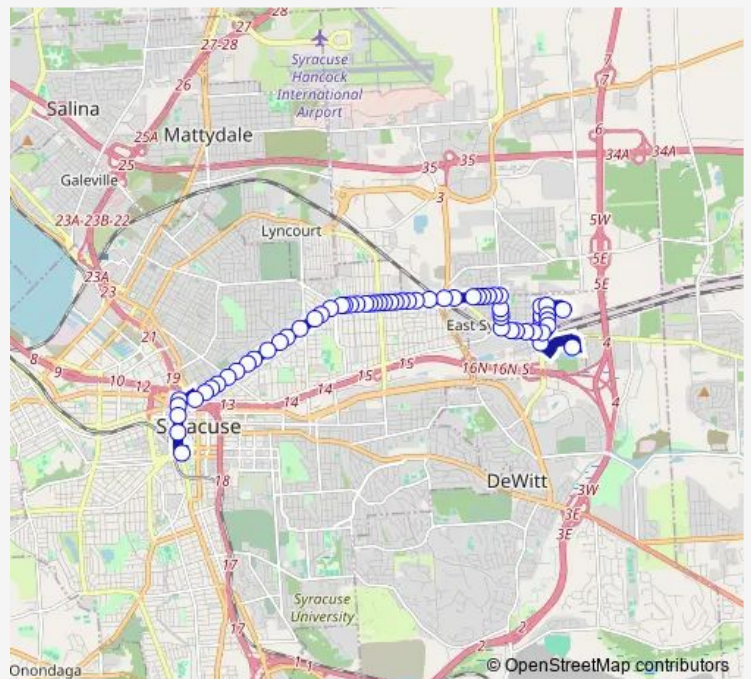 28
27
27-28
Syracuse
Hancock
International
Airport
7
7
26
Salina
25A
Mattydale
6
25
35
35
34A
34A
Galeville
3
5W
23A-23B-22
Lyncourt
5E
23A
5E
23
East Sy
4
21
8
9
10
12
19
15
15
16N
16N
S
14
14
13
4
Syracuse
18
DeWitt
3W
3E
3E
17
Syracuse
University
17
2
2
1
1
Onondaga
© OpenStreetMap contributors